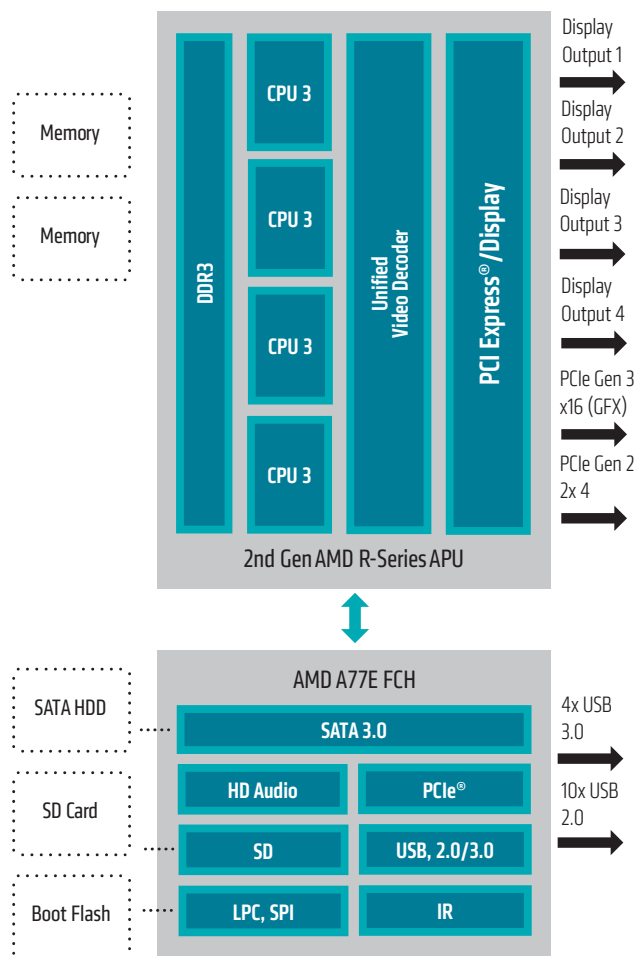 Memory
Memory
DDR3
CPU 3
CPU 3
CPU 3
CPU 3
Unified
Video Decoder
PCI Express®/Display
Display
Output 1
Display
Output 2
Display
Output 3
Display
Output 4
PCIe Gen 3
x16 (GFX)
PCIe Gen 2
2x 4
2nd Gen AMD R-Series APU
AMD A77E FCH
SATA HDD
SD Card
Boot Flash
SATA 3.0
HD Audio
PCIe®
SD
USB, 2.0/3.0
LPC, SPI
IR
4x USB
3.0
10x USB
2.0